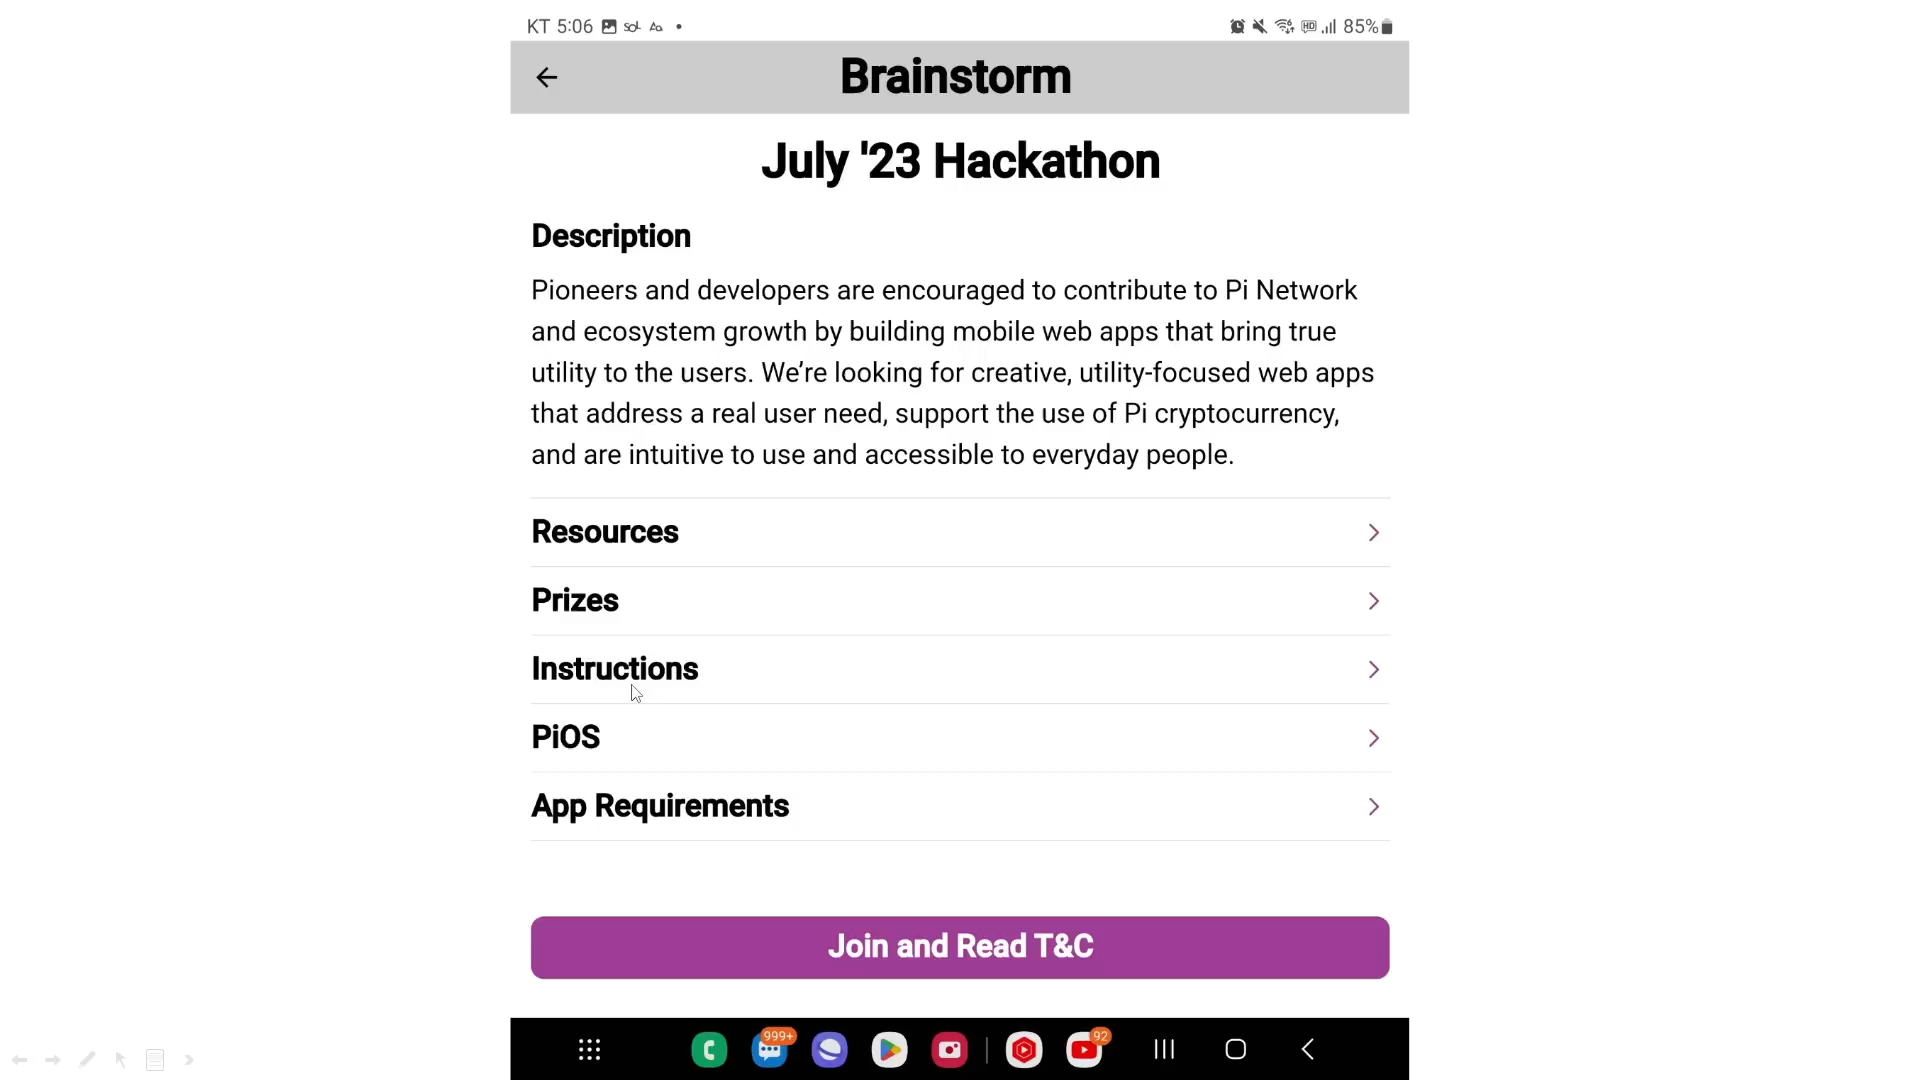 KT 5:06
85%
Brainstorm
July '23 Hackathon
Description
Pioneers and developers are encouraged to contribute to Pi Network
and ecosystem growth by building mobile web apps that bring true
utility to the users. We’re looking for creative, utility-focused web apps
that address a real user need, support the use of Pi cryptocurrency,
and are intuitive to use and accessible to everyday people.
Resources
Prizes
Instructions
PiOS
App Requirements
Join and Read T&C
999+
92